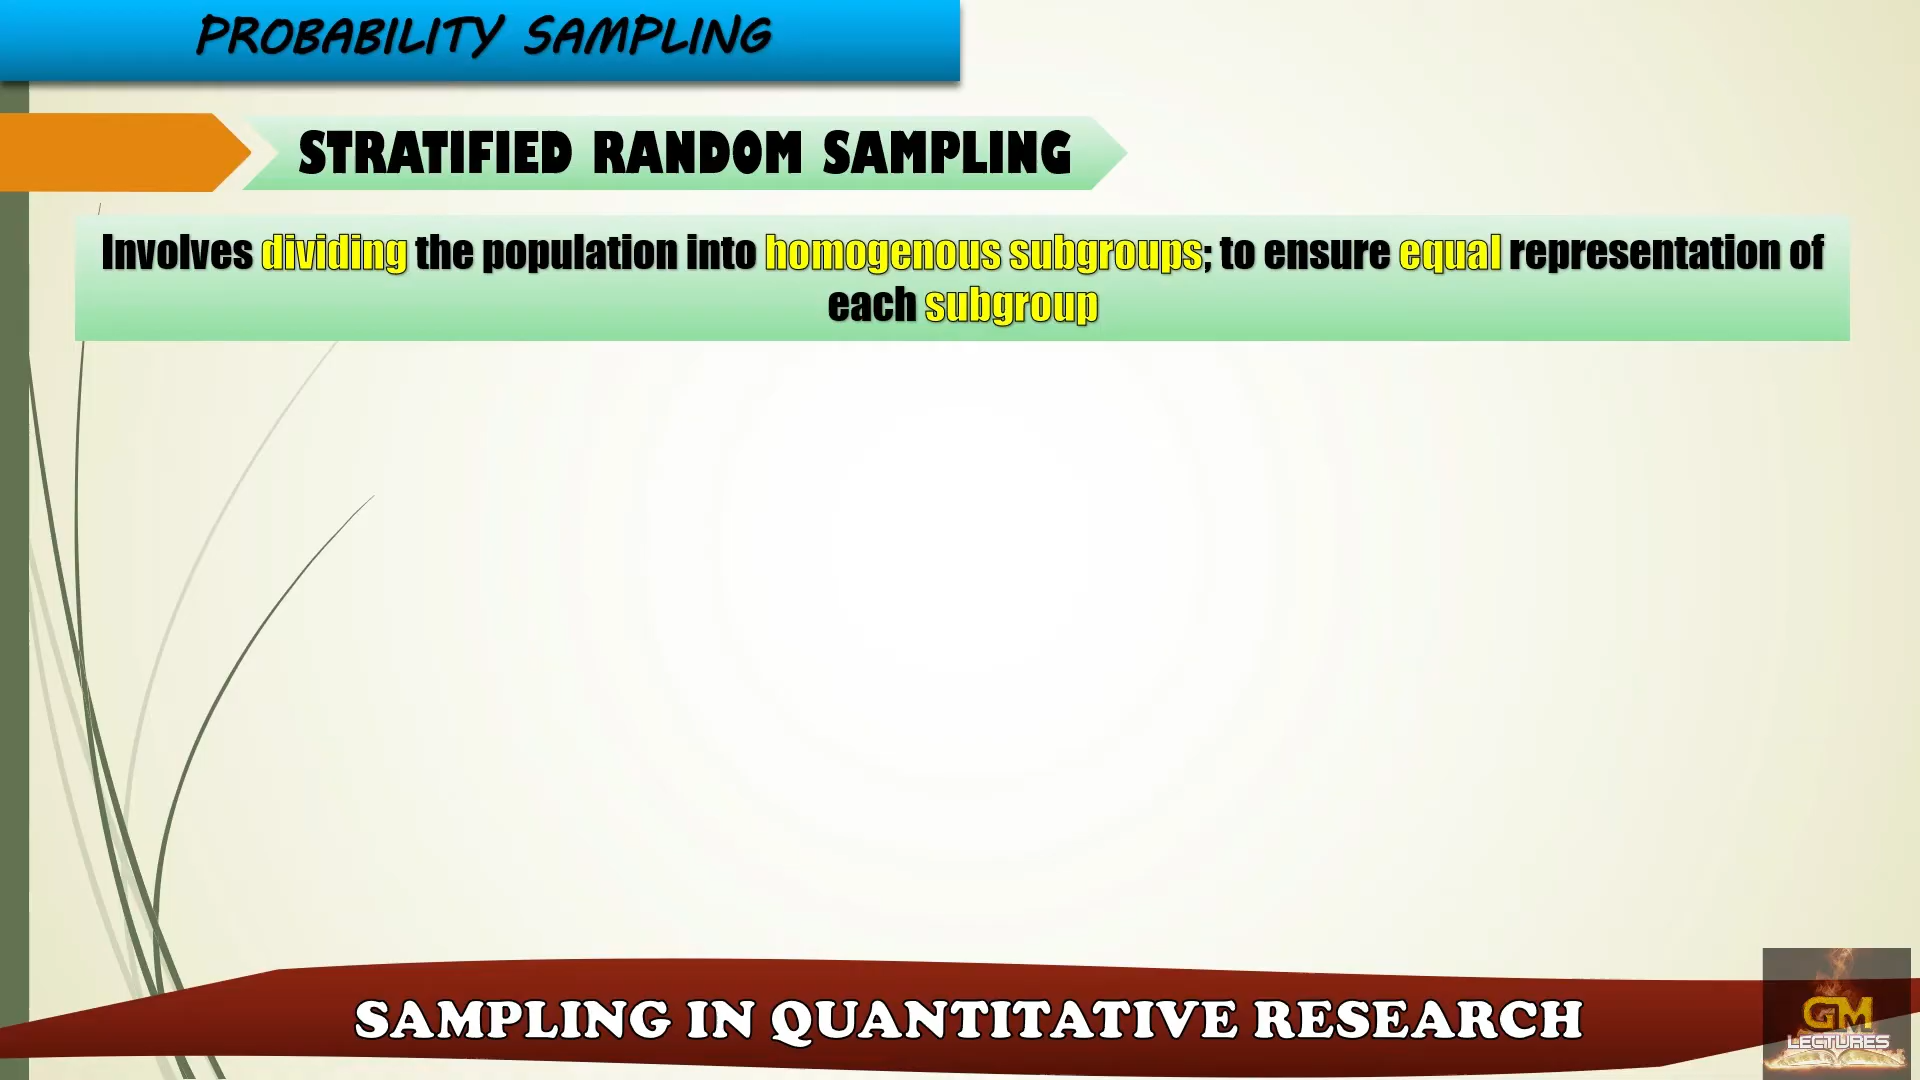 PROBABILITY SAMPLING
STRATIFIED RANDOM SAMPLING
Involves dividing the population into homogenous subgroups; to ensure equal representation of
each subgroup
SAMPLING IN QUANTITATIVE RESEARCH
GM
LECTURES